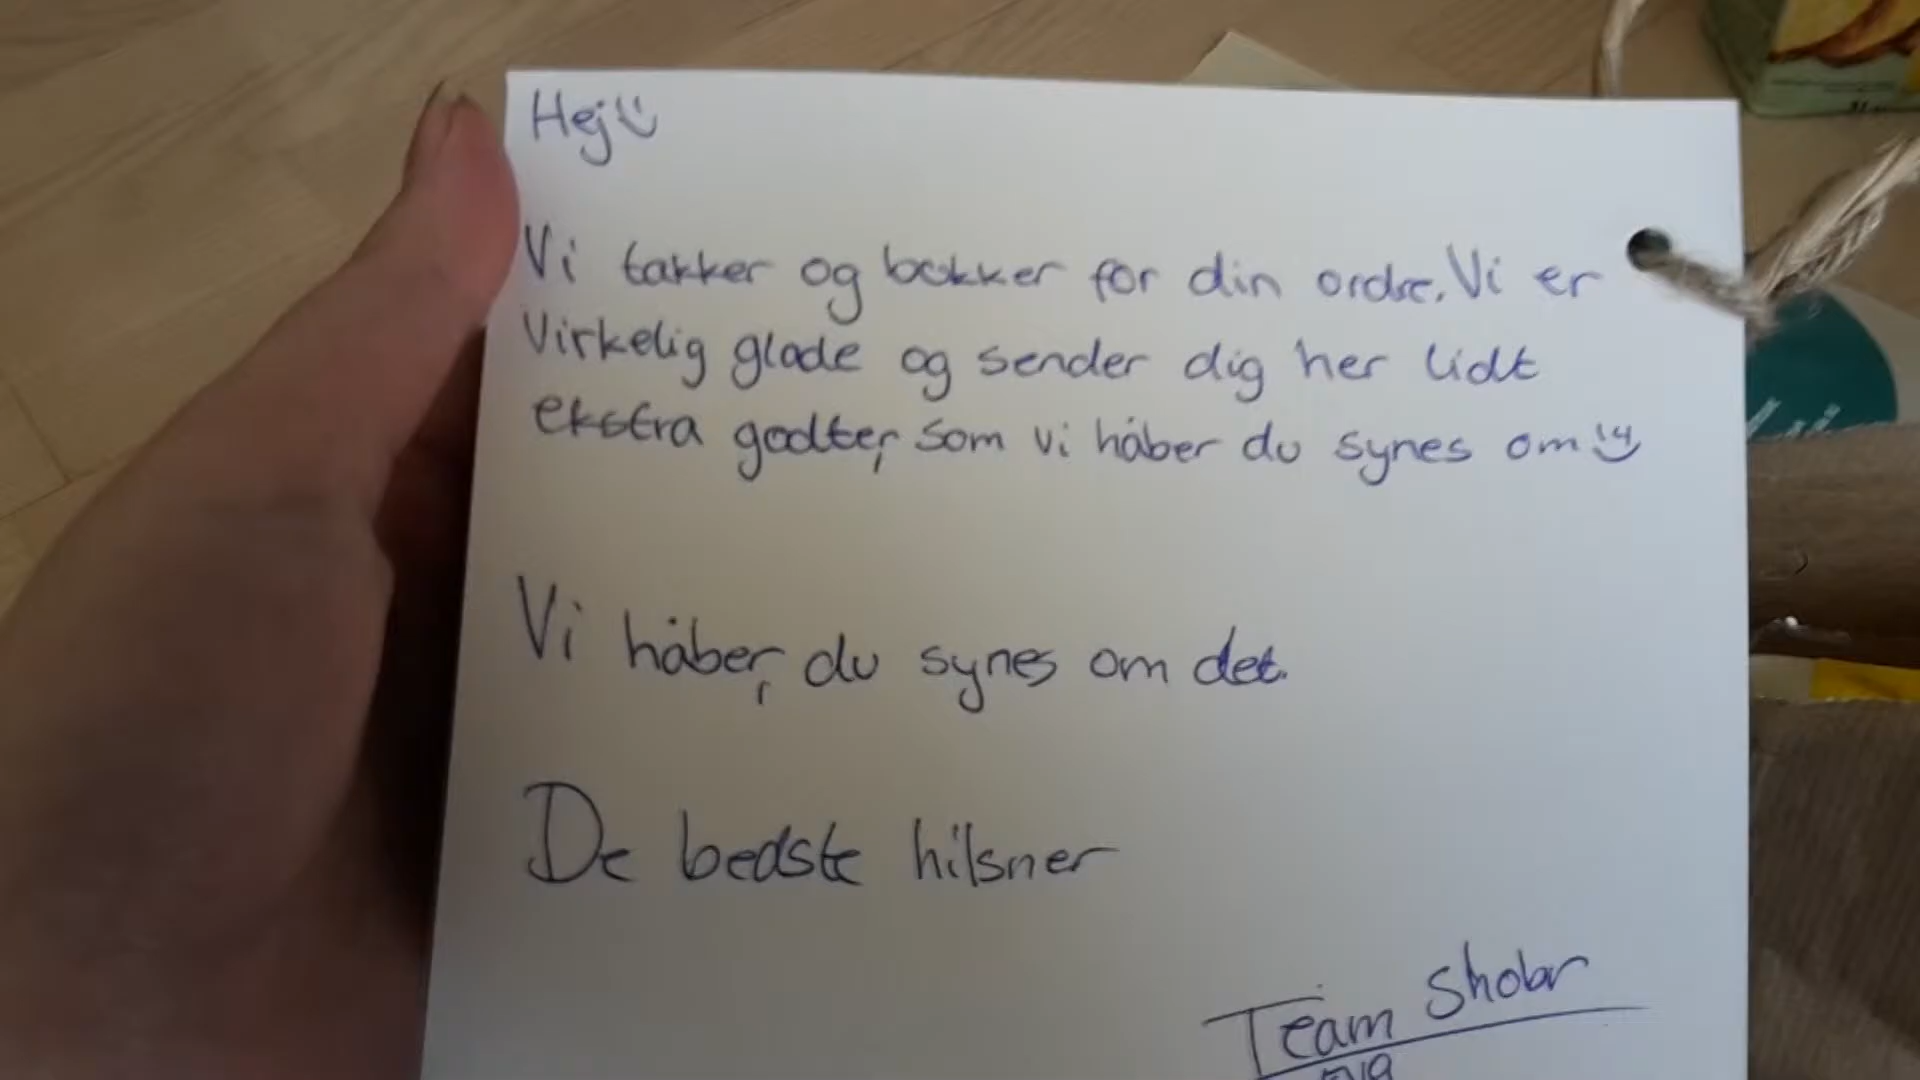 Hej
Vi takker og bukker for din ordre. Vi er
virkelig glade og sender dig her lidt
ekstra godter, som vi håber du synes om
Vi håber, du synes om det.
De bedste hilsner
Team